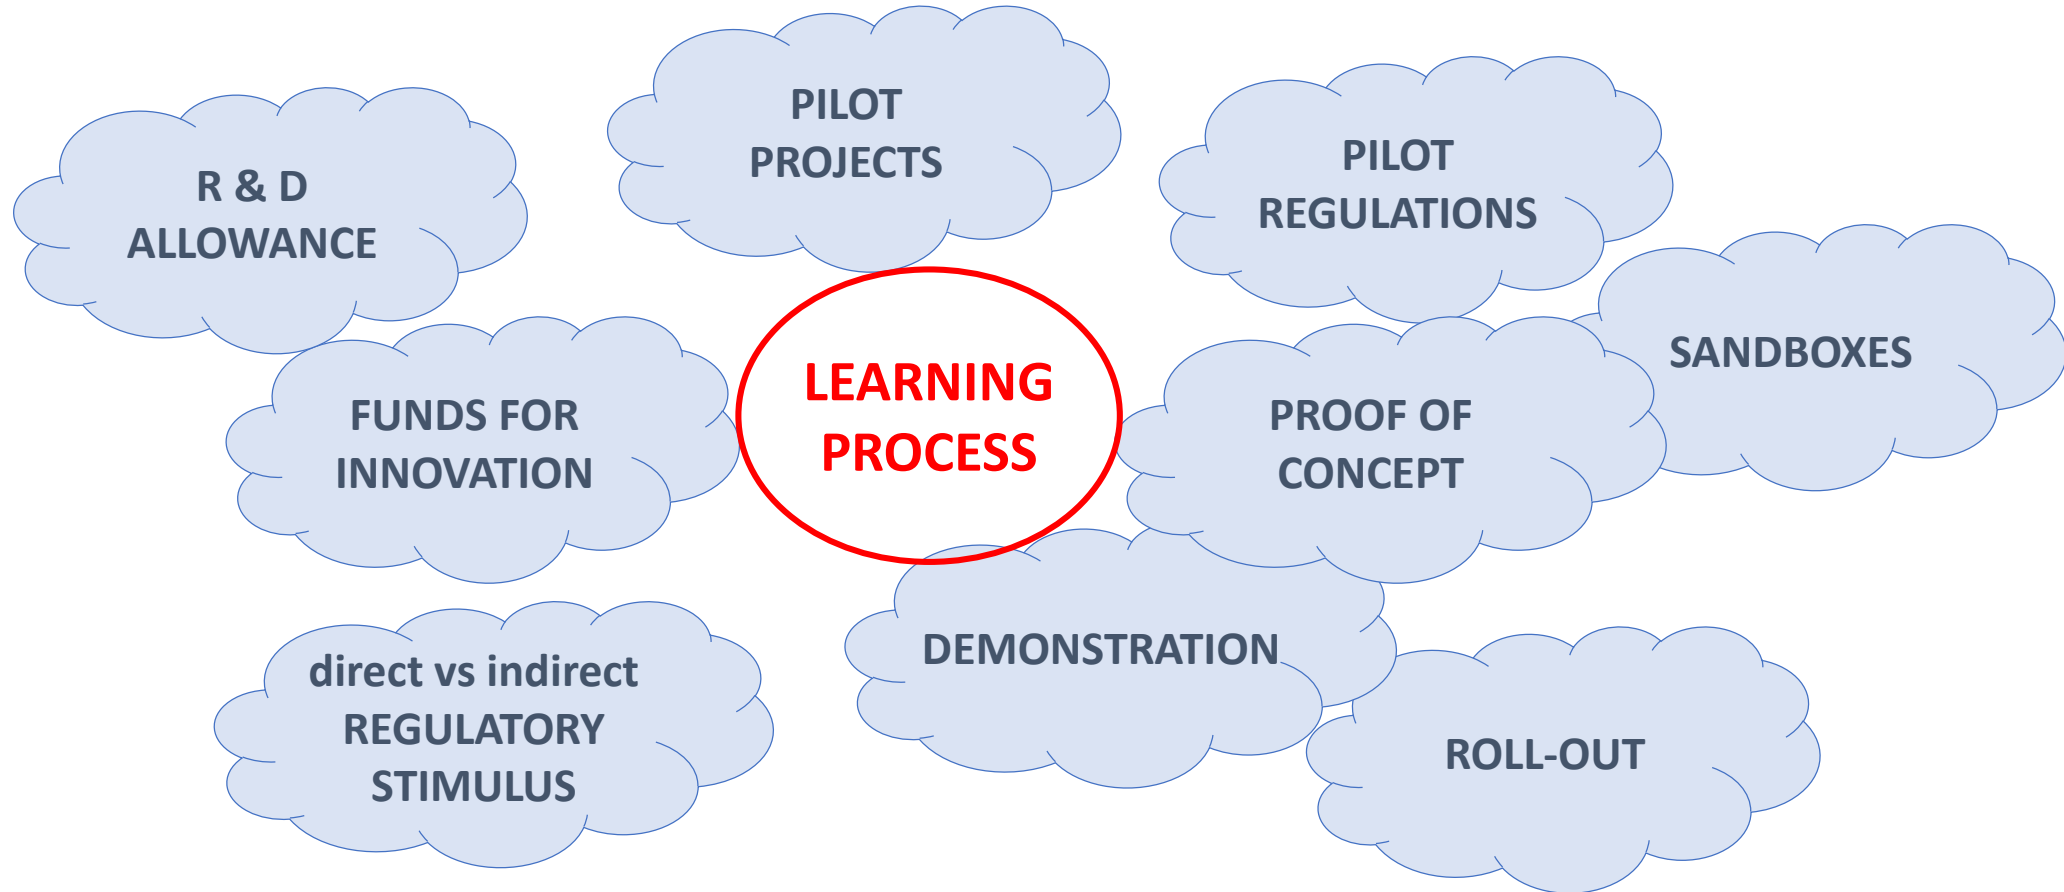 R & D
ALLOWANCE
PILOT
PROJECTS
PILOT
REGULATIONS
SANDBOXES
FUNDS FOR
INNOVATION
LEARNING
PROCESS
PROOF OF
CONCEPT
direct vs indirect
REGULATORY
STIMULUS
DEMONSTRATION
ROLL-OUT